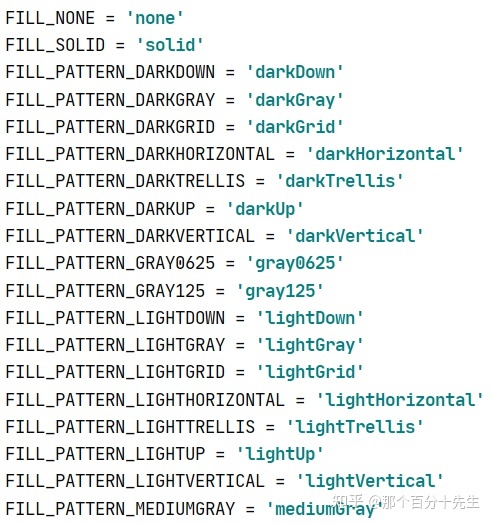 FILL_NONE = 'none'
FILL_SOLID = 'solid'
FILL_PATTERN_DARKDOWN = 'darkDown'
FILL_PATTERN_DARKGRAY = 'darkGray'
FILL_PATTERN_DARKGRID = 'darkGrid'
FILL_PATTERN_DARKHORIZONTAL = 'darkHorizontal'
FILL_PATTERN_DARKTRELLIS = 'darkTrellis'
FILL_PATTERN_DARKUP = 'darkUp'
FILL_PATTERN_DARKVERTICAL = 'darkVertical'
FILL_PATTERN_GRAY0625 = 'gray0625'
FILL_PATTERN_GRAY125 = 'gray125'
FILL_PATTERN_LIGHTDOWN = 'lightDown'
FILL_PATTERN_LIGHTGRAY = 'lightGray'
FILL_PATTERN_LIGHTGRID = 'lightGrid'
FILL_PATTERN_LIGHTHORIZONTAL = 'lightHorizontal'
FILL_PATTERN_LIGHTTRELLIS = 'lightTrellis'
FILL_PATTERN_LIGHTUP = 'lightUp'
FILL_PATTERN_LIGHTVERTICAL = 'lightVertical'
FILL_PATTERN_MEDIUMGRAY = 'mediumGray'
知乎 @那个百分十先生